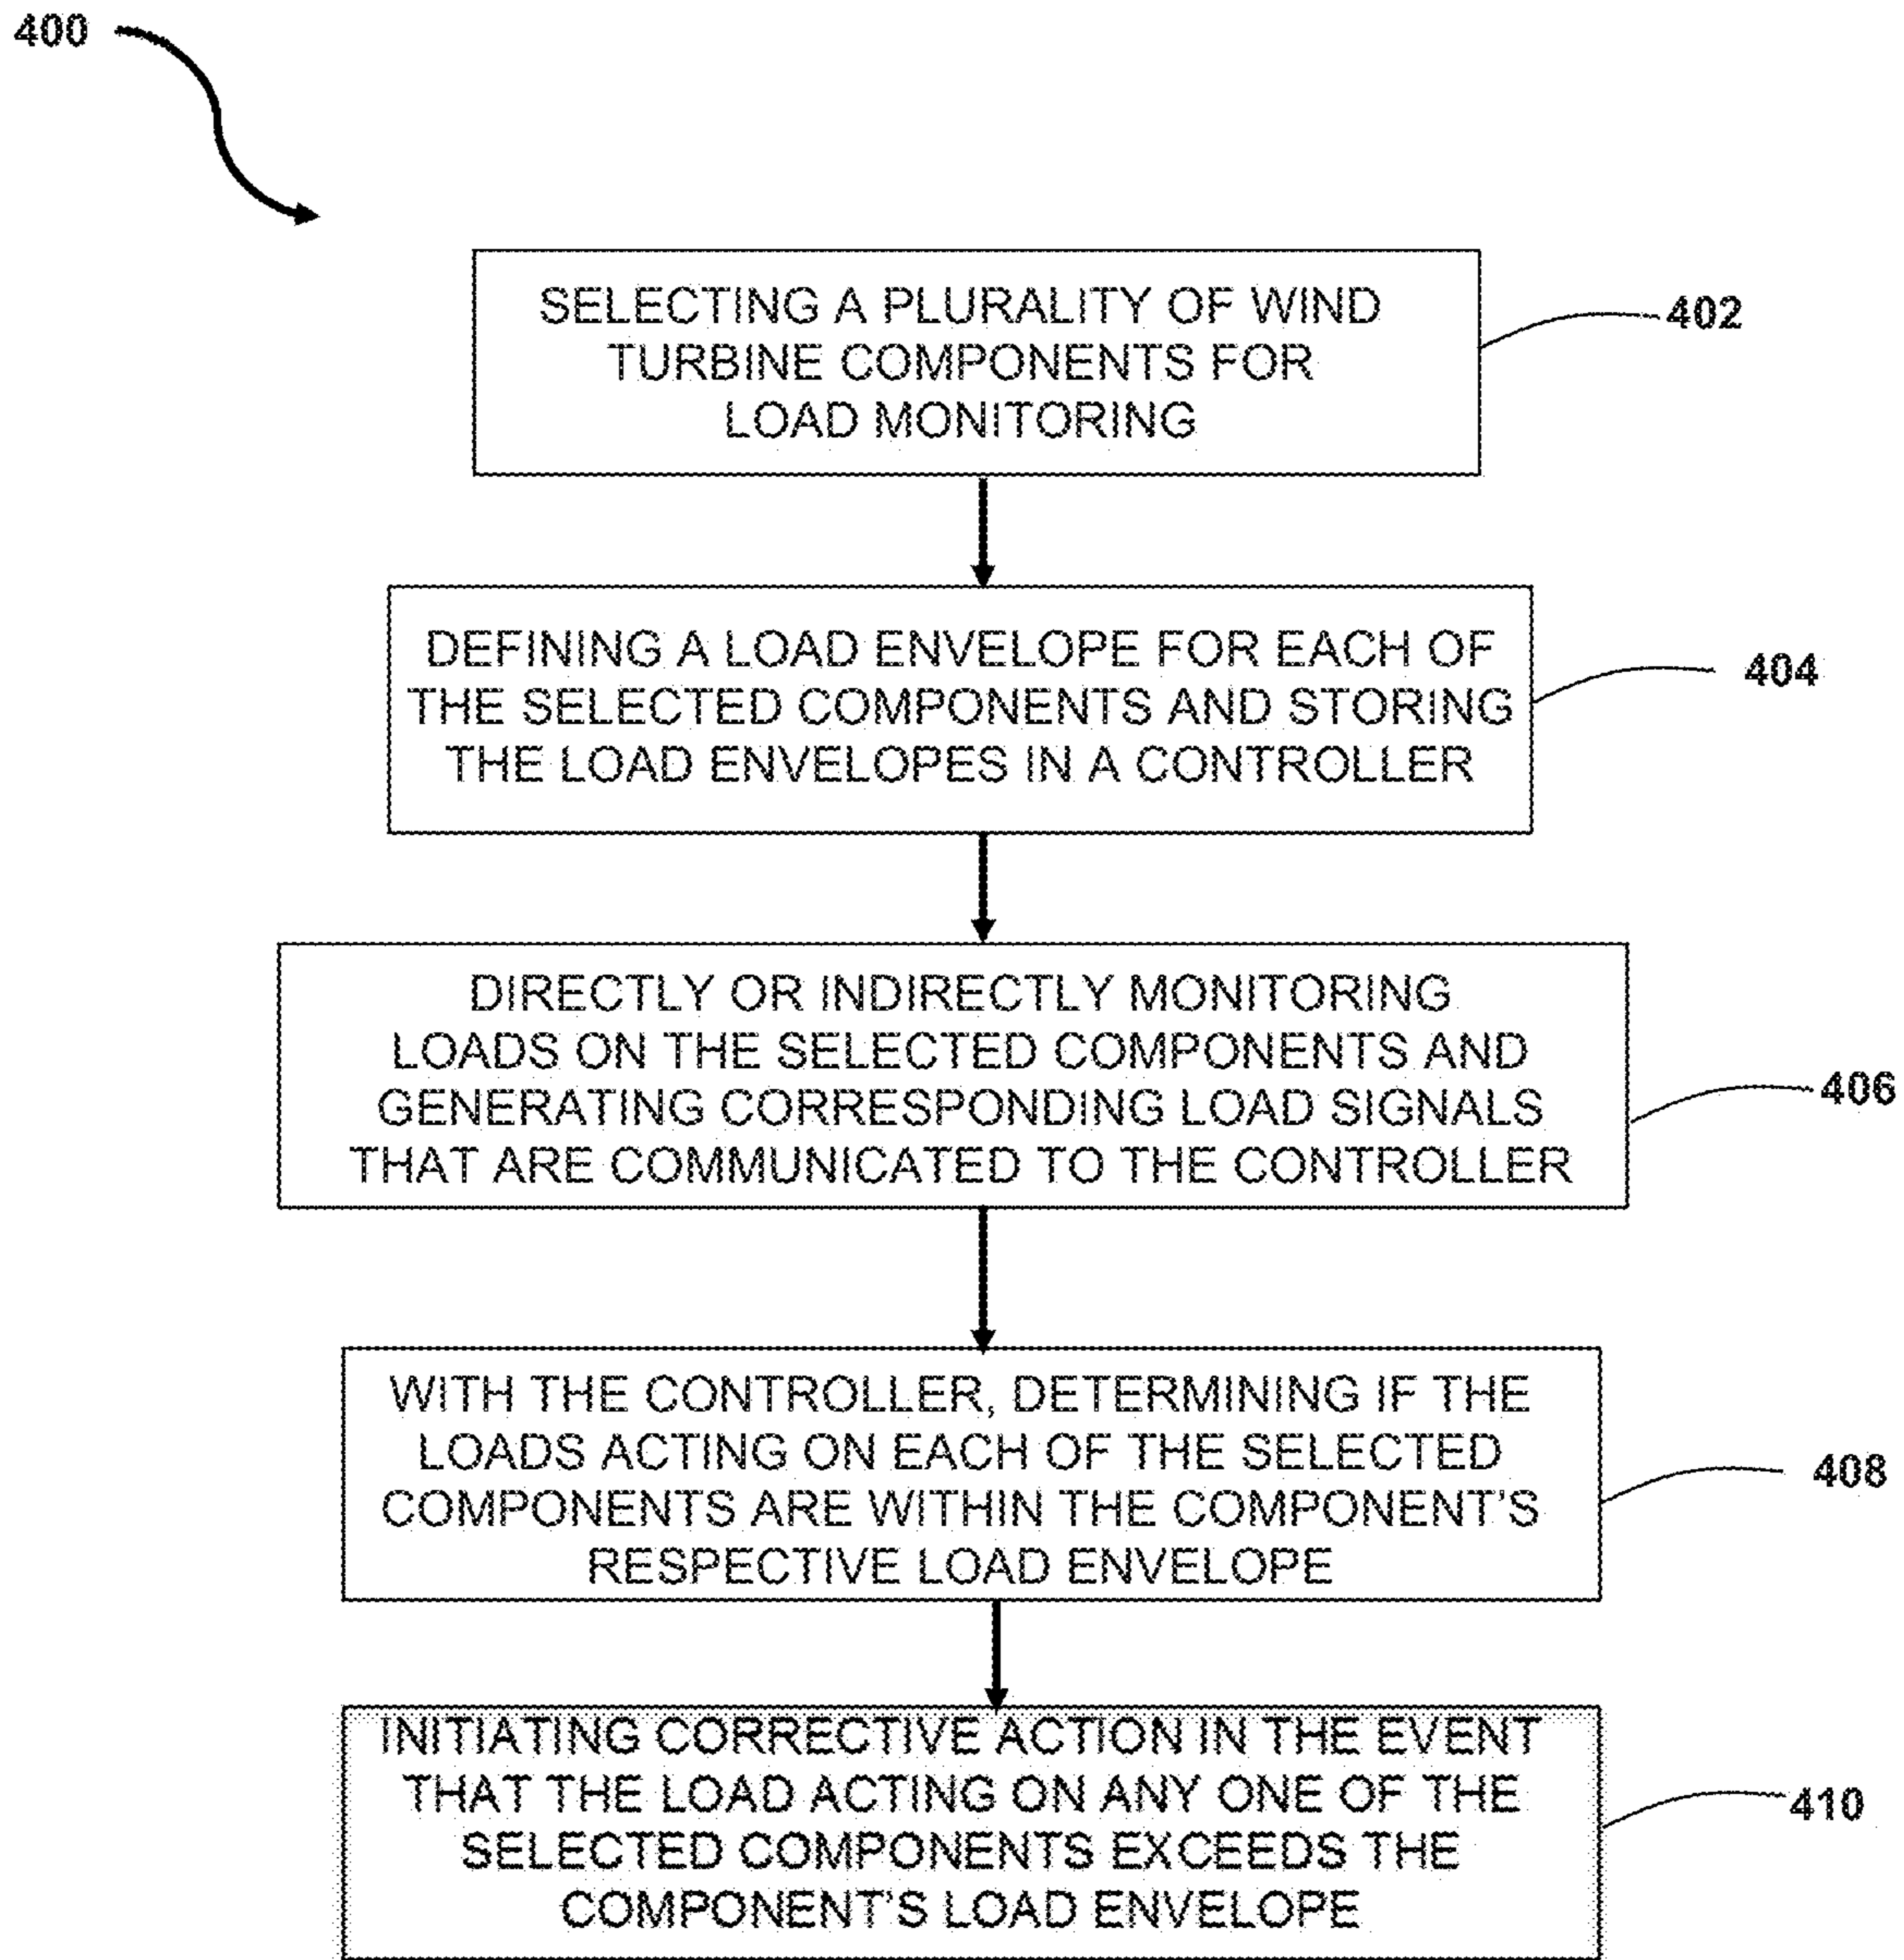 400
SELECTING A PLURALITY OF WIND
TURBINE COMPONENTS FOR
LOAD MONITORING
402
DEFINING A LOAD ENVELOPE FOR EACH OF
THE SELECTED COMPONENTS AND STORING
THE LOAD ENVELOPES IN A CONTROLLER
404
DIRECTLY OR INDIRECTLY MONITORING
LOADS ON THE SELECTED COMPONENTS AND
GENERATING CORRESPONDING LOAD SIGNALS
THAT ARE COMMUNICATED TO THE CONTROLLER
406
WITH THE CONTROLLER, DETERMINING IF THE
LOADS ACTING ON EACH OF THE SELECTED
COMPONENTS ARE WITHIN THE COMPONENT'S
RESPECTIVE LOAD ENVELOPE
408
INITIATING CORRECTIVE ACTION IN THE EVENT
THAT THE LOAD ACTING ON ANY ONE OF THE
SELECTED COMPONENTS EXCEEDS THE
COMPONENT'S LOAD ENVELOPE
410